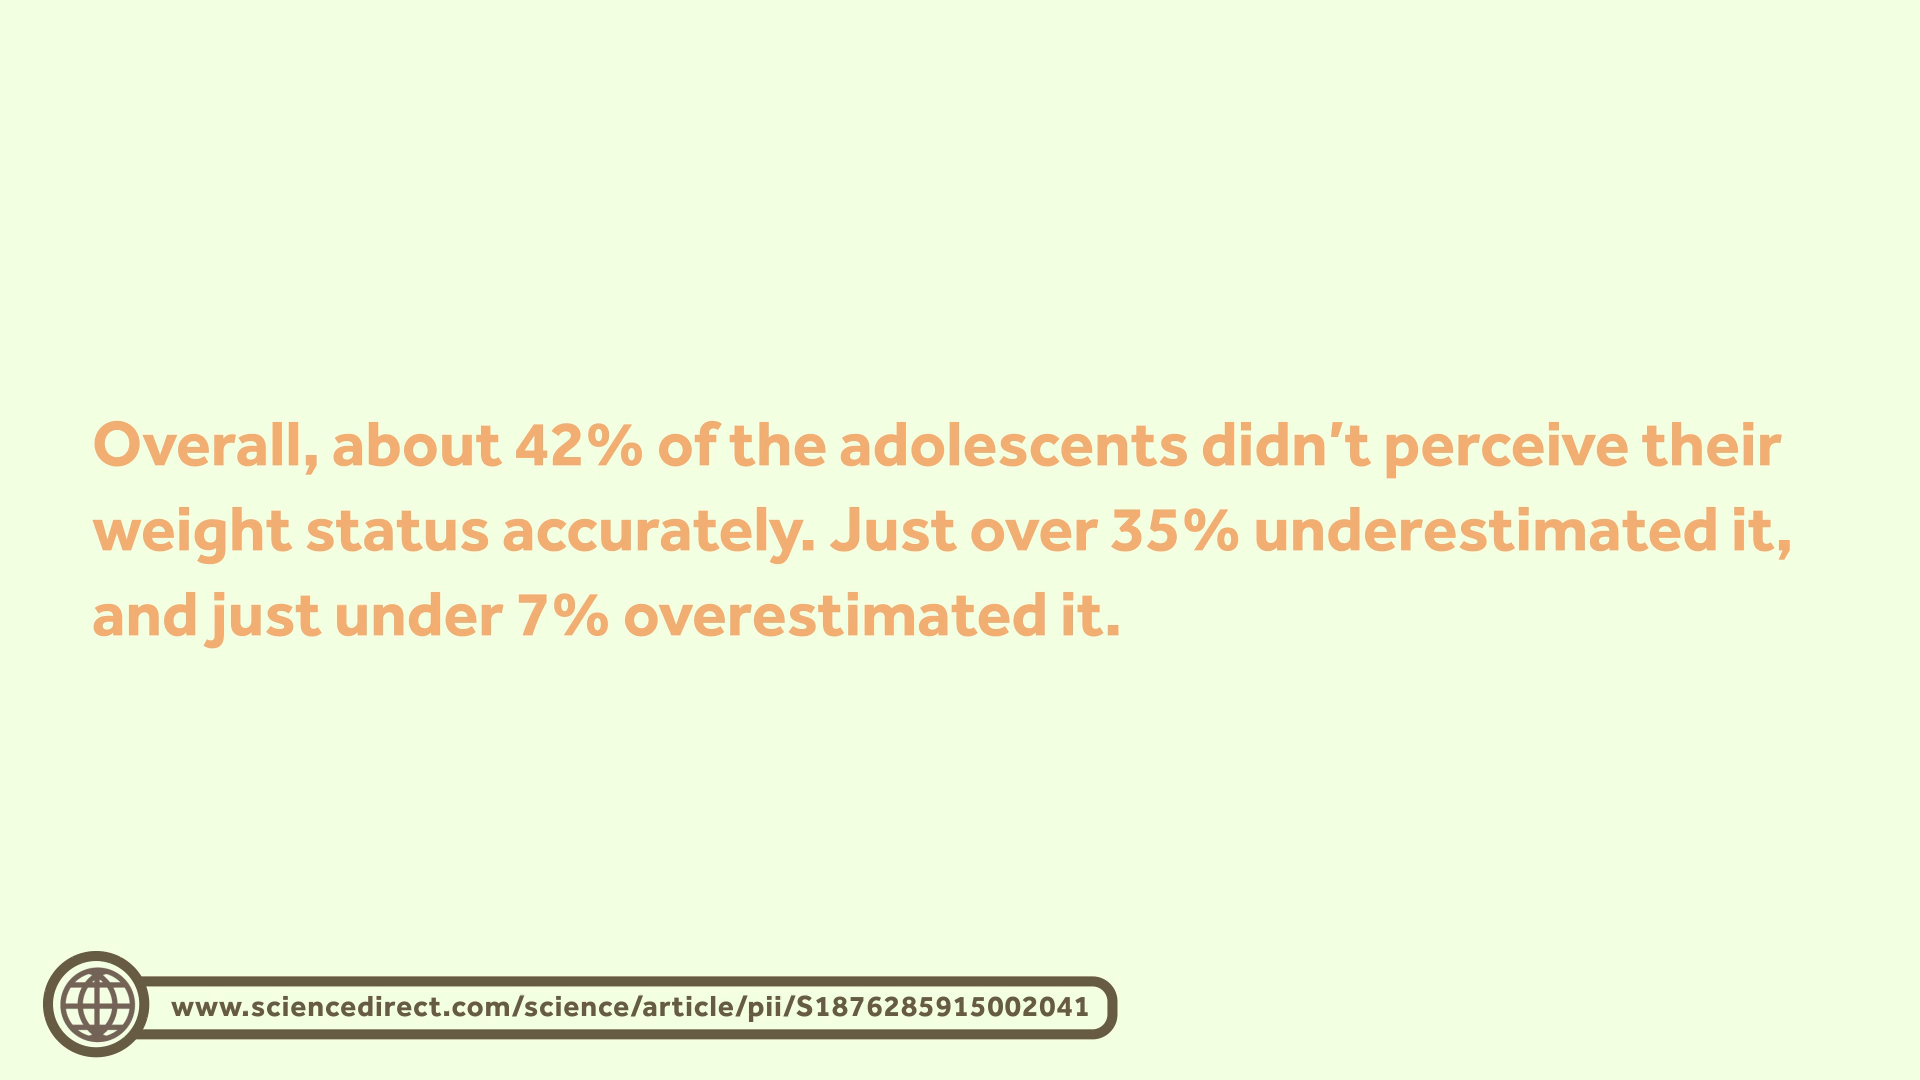 Overall, about 42% of the adolescents didn’t perceive their
weight status accurately. Just over 35% underestimated it,
and just under 7% overestimated it.
www.sciencedirect.com/science/article/pii/S1876285915002041